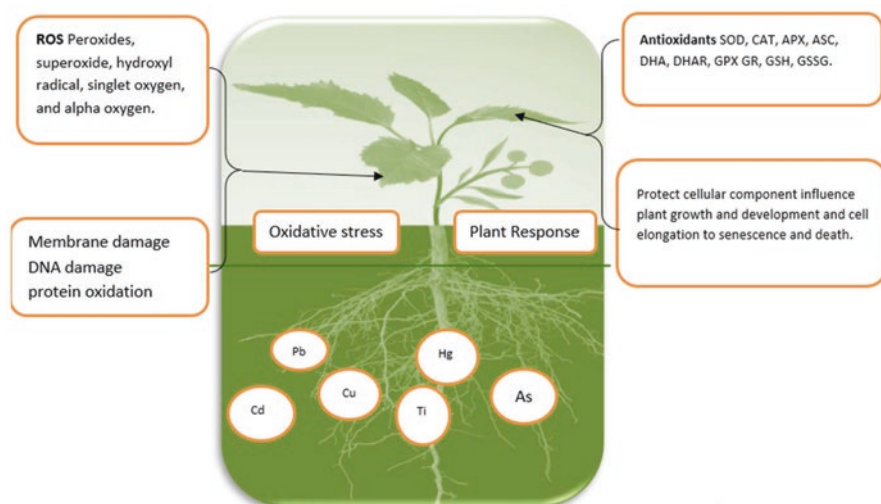 ROS Peroxides,
superoxide, hydroxyl
radical, singlet oxygen,
and alpha oxygen.
Antioxidants SOD, CAT, APX, ASC,
DHA, DHAR, GPX GR, GSH, GSSG.
Membrane damage
DNA damage
protein oxidation
Oxidative stress
Plant Response
Protect cellular component influence
plant growth and development and cell
elongation to senescence and death.
Pb
Hg
Cd
Cu
Ti
As